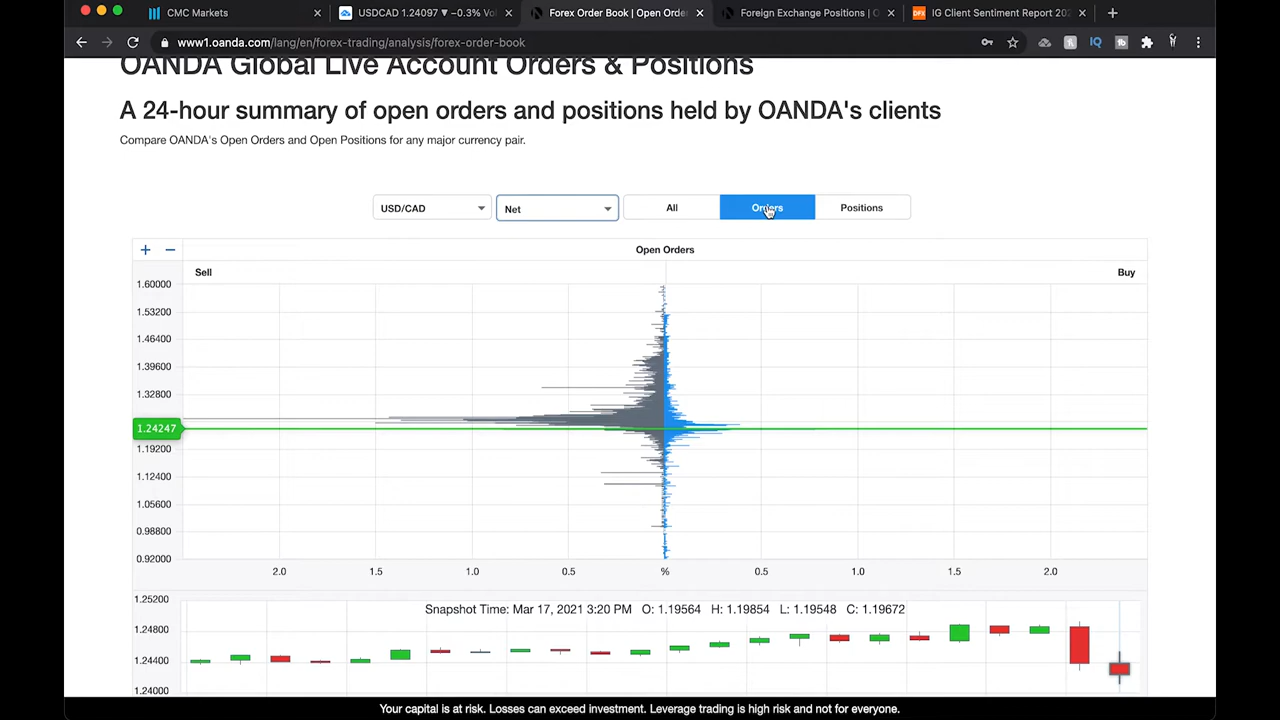 CMC Markets
USDCAD 1.24097 ▼ −0.3% Vol
Forex Order Book | Open Orde
Foreign Exchange Positions | O
DFX IG Client Sentiment Report 202
www1.oanda.com/lang/en/forex-trading/analysis/forex-order-book
IQ
OANDA Global Live Account Orders & Positions
A 24-hour summary of open orders and positions held by OANDA's clients
Compare OANDA's Open Orders and Open Positions for any major currency pair.
USD/CAD Net All Orders Positions
+ − Open Orders
Sell Buy
1.60000
1.53200
1.46400
1.39600
1.32800
1.24247
1.19200
1.12400
1.05600
0.98800
0.92000
2.0 1.5 1.0 0.5 % 0.5 1.0 1.5 2.0
1.25200
Snapshot Time: Mar 17, 2021 3:20 PM O: 1.19564 H: 1.19854 L: 1.19548 C: 1.19672
1.24800
1.24400
1.24000
Your capital is at risk. Losses can exceed investment. Leverage trading is high risk and not for everyone.